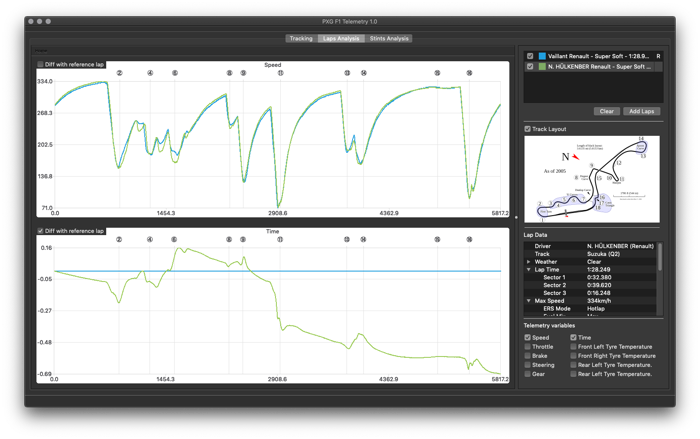 PXG F1 Telemetry 1.0
Tracking
Laps Analysis
Stints Analysis
Diff with reference lap
Speed
2 4 6 8 9 11 13 14 15 16
334.0
268.3
202.5
136.8
71.0
0.0 1454.3 2908.6 4362.9 5817.2
Diff with reference lap
Time
2 4 6 8 9 11 13 14 15 16
0.16
-0.05
-0.27
-0.48
-0.69
0.0 1454.3 2908.6 4362.9 5817.2
Vaillant Renault - Super Soft - 1:28.9... R
N. HÜLKENBER Renault - Super Soft ...
Clear
Add Laps
Track Layout
N
As of 2005
Lap Data
Driver N. HÜLKENBER (Renault)
Track Suzuka (Q2)
Weather Clear
Lap Time 1:28.249
Sector 1 0:32.380
Sector 2 0:39.620
Sector 3 0:16.248
Max Speed 334km/h
ERS Mode Hotlap
Telemetry variables
Speed
Time
Throttle
Front Left Tyre Temperature
Brake
Front Right Tyre Temperature
Steering
Rear Left Tyre Temperature.
Gear
Rear Left Tyre Temperature.